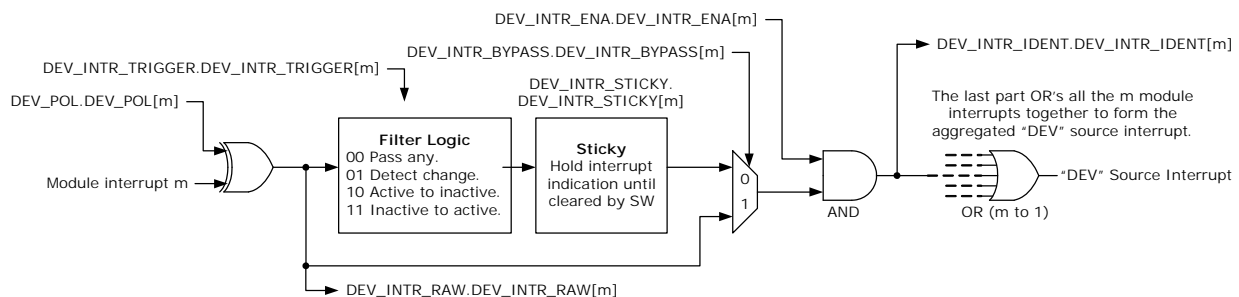 DEV_INTR_ENA.DEV_INTR_ENA[m]
DEV_INTR_BYPASS.DEV_INTR_BYPASS[m]
DEV_INTR_IDENT.DEV_INTR_IDENT[m]
DEV_INTR_TRIGGER.DEV_INTR_TRIGGER[m]
DEV_INTR_STICKY.
DEV_INTR_STICKY[m]
DEV_POL.DEV_POL[m]
The last part OR's all the m module
interrupts together to form the
aggregated “DEV” source interrupt.
Filter Logic
00 Pass any.
01 Detect change.
10 Active to inactive.
11 Inactive to active.
Sticky
Hold interrupt
indication until
cleared by SW
0
1
Module interrupt m
“DEV” Source Interrupt
AND
OR (m to 1)
DEV_INTR_RAW.DEV_INTR_RAW[m]